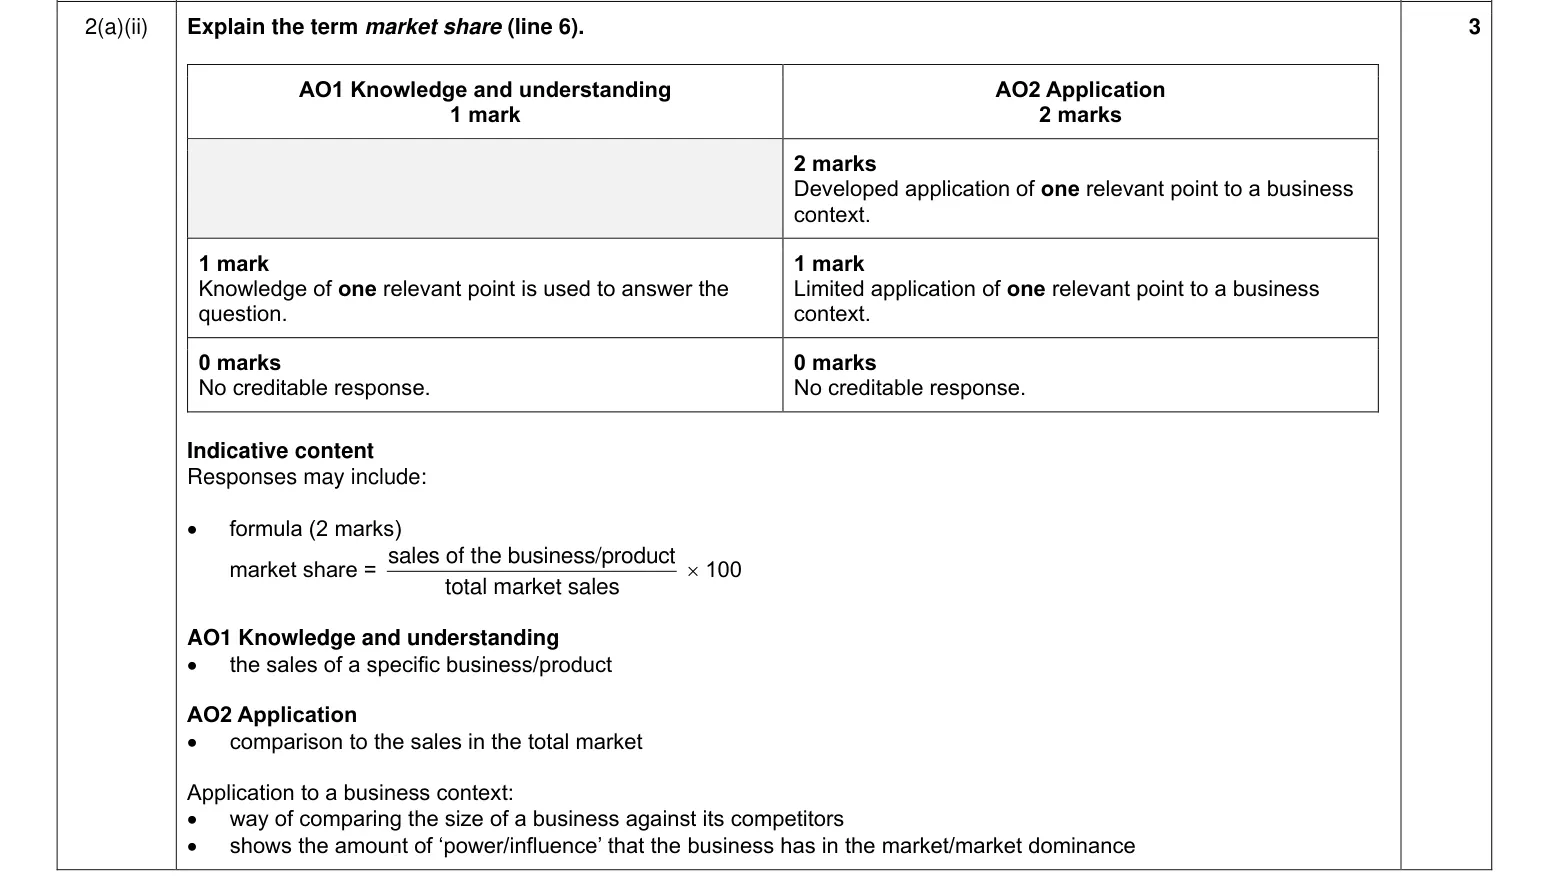 2(a)(ii) Explain the term market share (line 6). 3
AO1 Knowledge and understanding
1 mark
AO2 Application
2 marks
2 marks
Developed application of one relevant point to a business
context.
1 mark
Knowledge of one relevant point is used to answer the
question.
1 mark
Limited application of one relevant point to a business
context.
0 marks
No creditable response.
0 marks
No creditable response.
Indicative content
Responses may include:
• formula (2 marks)
market share = sales of the business/product / total market sales × 100
AO1 Knowledge and understanding
• the sales of a specific business/product
AO2 Application
• comparison to the sales in the total market
Application to a business context:
• way of comparing the size of a business against its competitors
• shows the amount of ‘power/influence’ that the business has in the market/market dominance